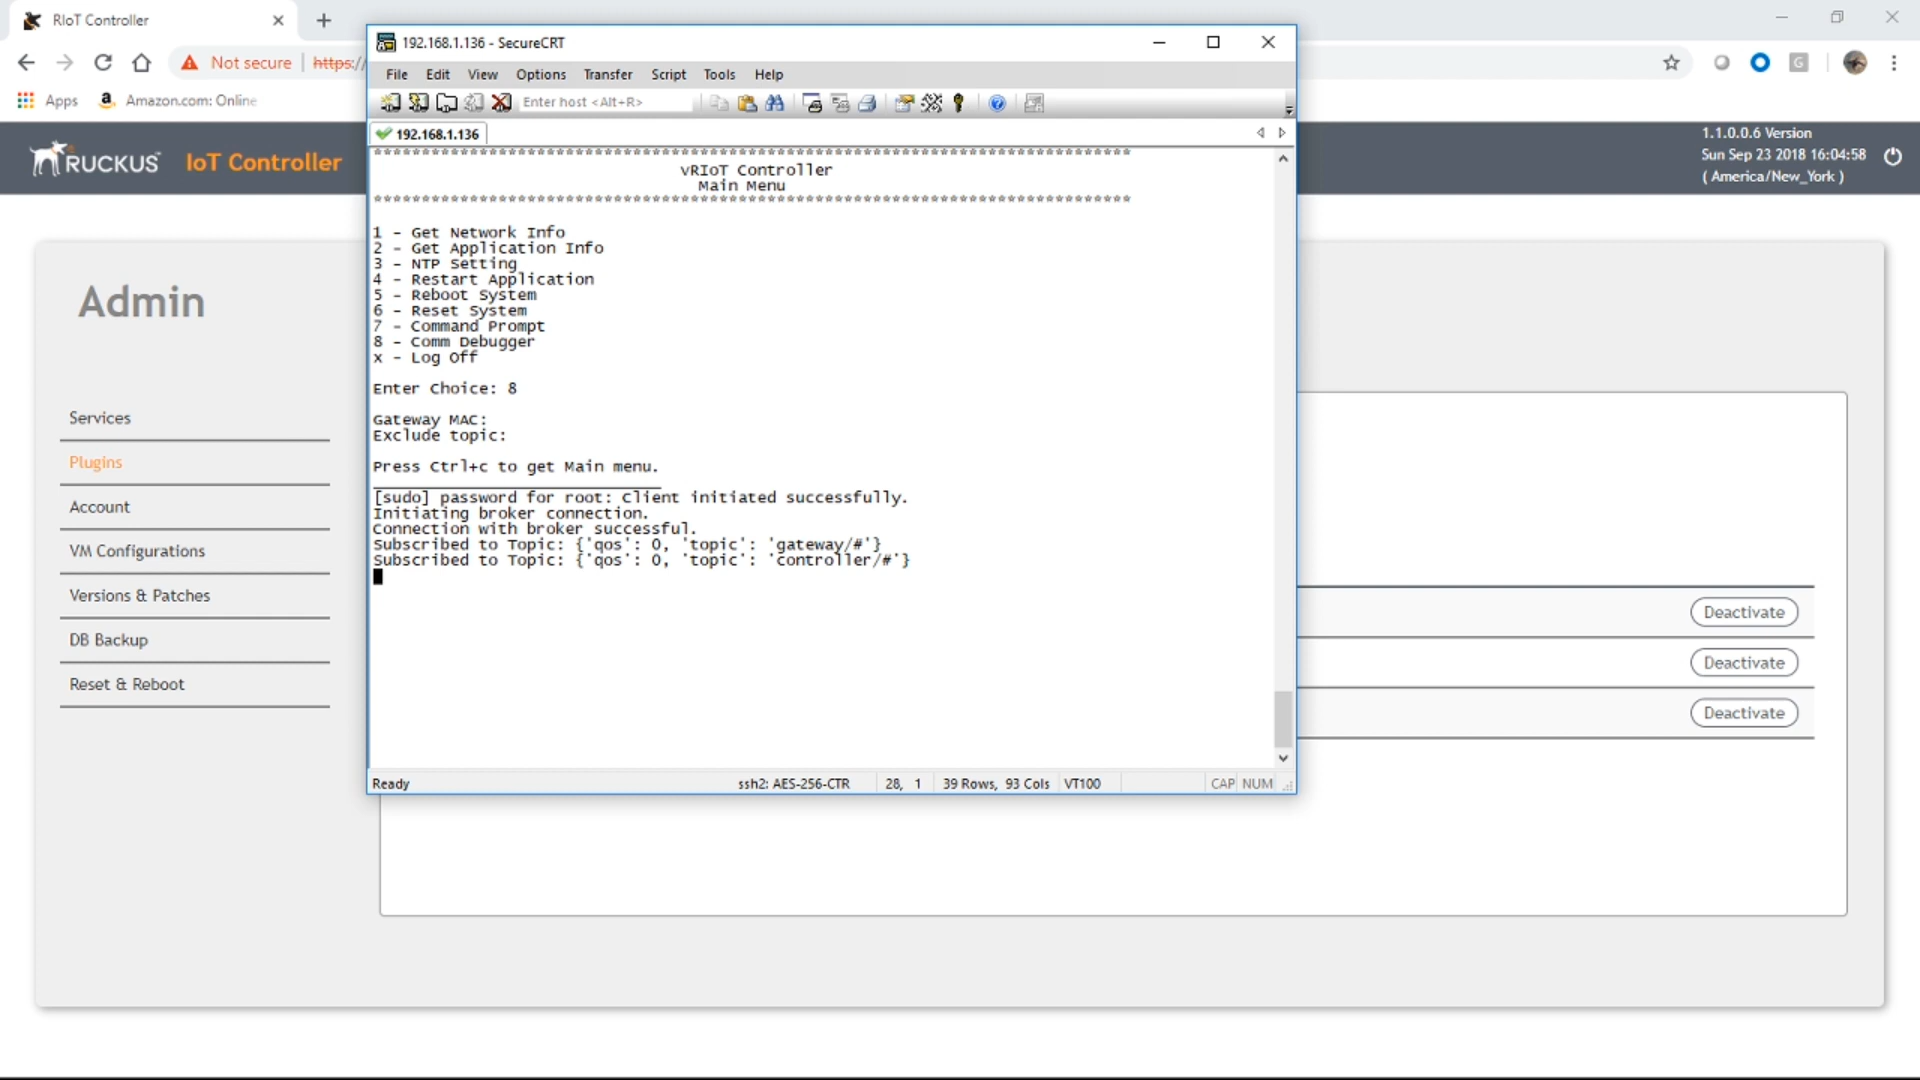 RIoT Controller
Not secure
https://
Apps
Amazon.com: Online
RUCKUS
IoT Controller
1.1.0.0.6 Version
Sun Sep 23 2018 16:04:58
( America/New_York )
Admin
Services
Plugins
Account
VM Configurations
Versions & Patches
DB Backup
Reset & Reboot
Deactivate
Deactivate
Deactivate
192.168.1.136 - SecureCRT
File Edit View Options Transfer Script Tools Help
Enter host <Alt+R>
192.168.1.136
vRIoT Controller
Main Menu
1 - Get Network Info
2 - Get Application Info
3 - NTP Setting
4 - Restart Application
5 - Reboot System
6 - Reset System
7 - Command Prompt
8 - Comm Debugger
x - Log Off
Enter Choice: 8
Gateway MAC:
Exclude topic:
Press Ctrl+c to get Main menu.
[sudo] password for root: Client initiated successfully.
Initiating broker connection.
Connection with broker successful.
Subscribed to Topic: {'qos': 0, 'topic': 'gateway/#'}
Subscribed to Topic: {'qos': 0, 'topic': 'controller/#'}
Ready ssh2: AES-256-CTR 28, 1 39 Rows, 93 Cols VT100 CAP NUM